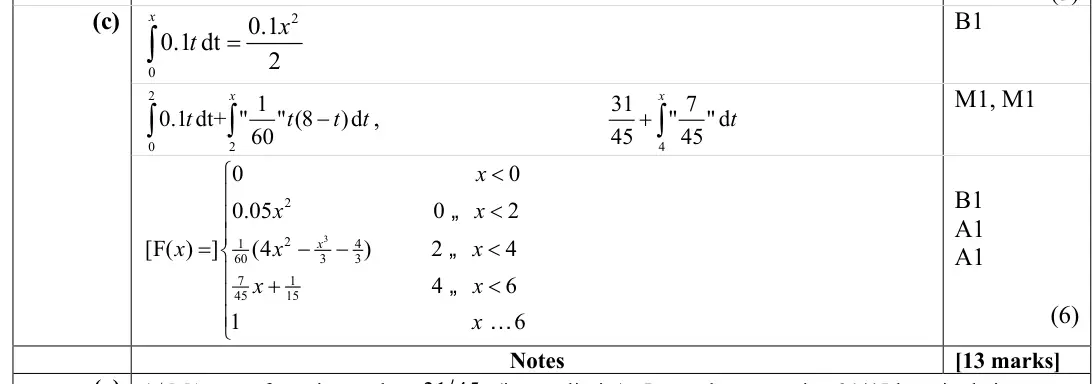 (c) ∫₀ˣ 0.1t dt = 0.1x²/2 B1
∫₀² 0.1t dt+∫₂ˣ "1/60"t(8−t)dt , 31/45 + ∫₄ˣ "7/45"dt M1, M1
0 x < 0
0.05x² 0 „ x < 2 B1
[F(x) =] 1/60(4x² − x³/3 − 4/3) 2 „ x < 4 A1
7/45x + 1/15 4 „ x < 6 A1
1 x …6 (6)
Notes [13 marks]